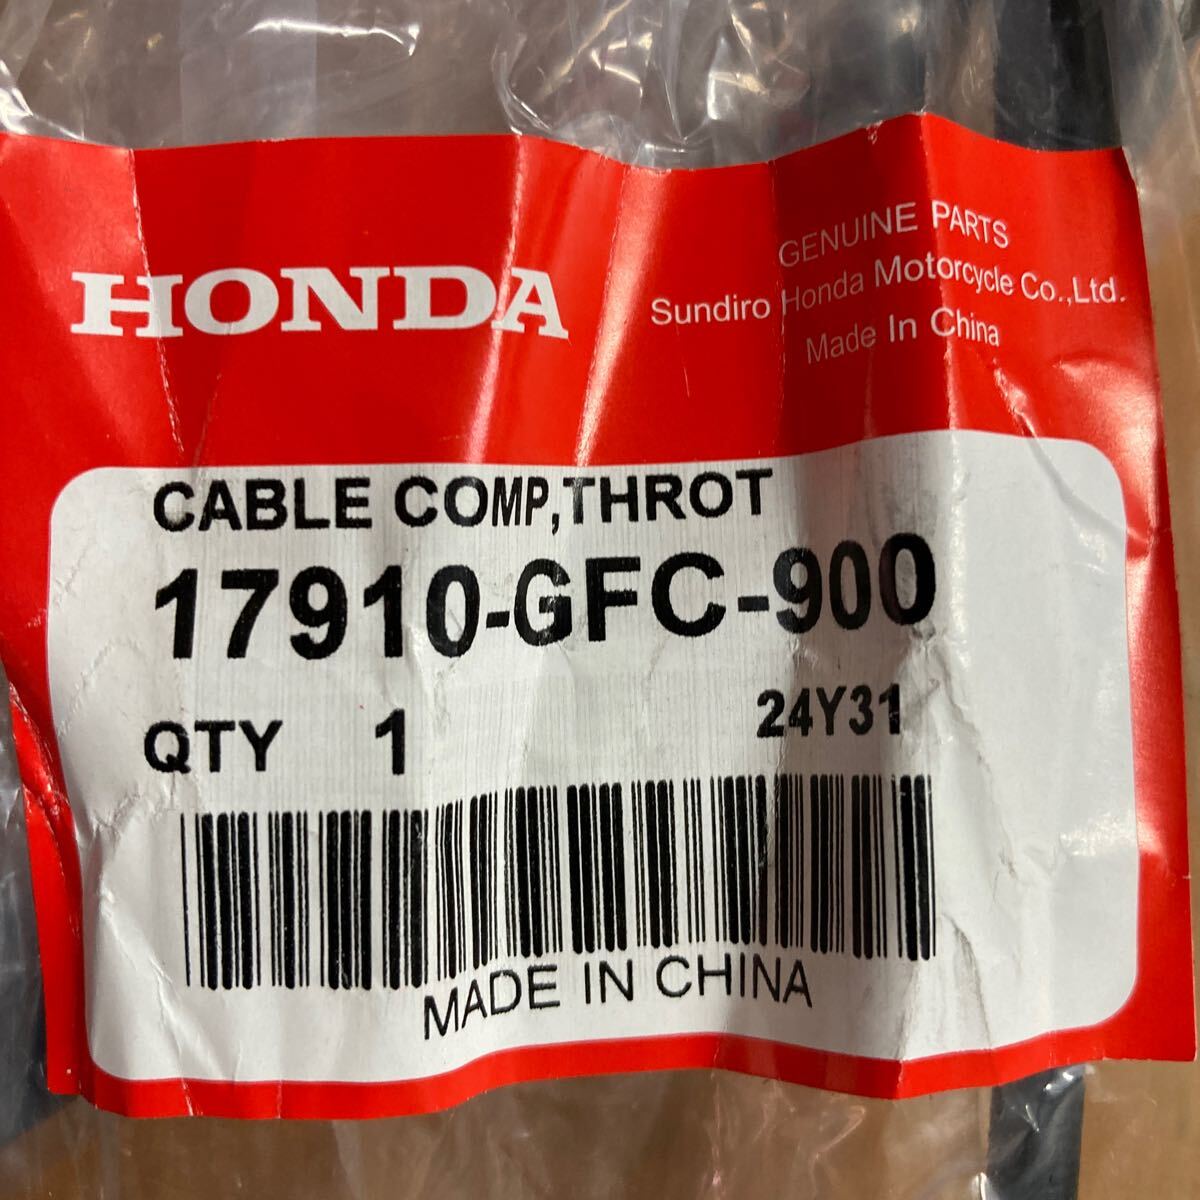 HONDA
GENUINE PARTS
Sundiro Honda Motorcycle Co.,Ltd.
Made In China
CABLE COMP,THROT
17910-GFC-900
QTY 1 24Y31
MADE IN CHINA